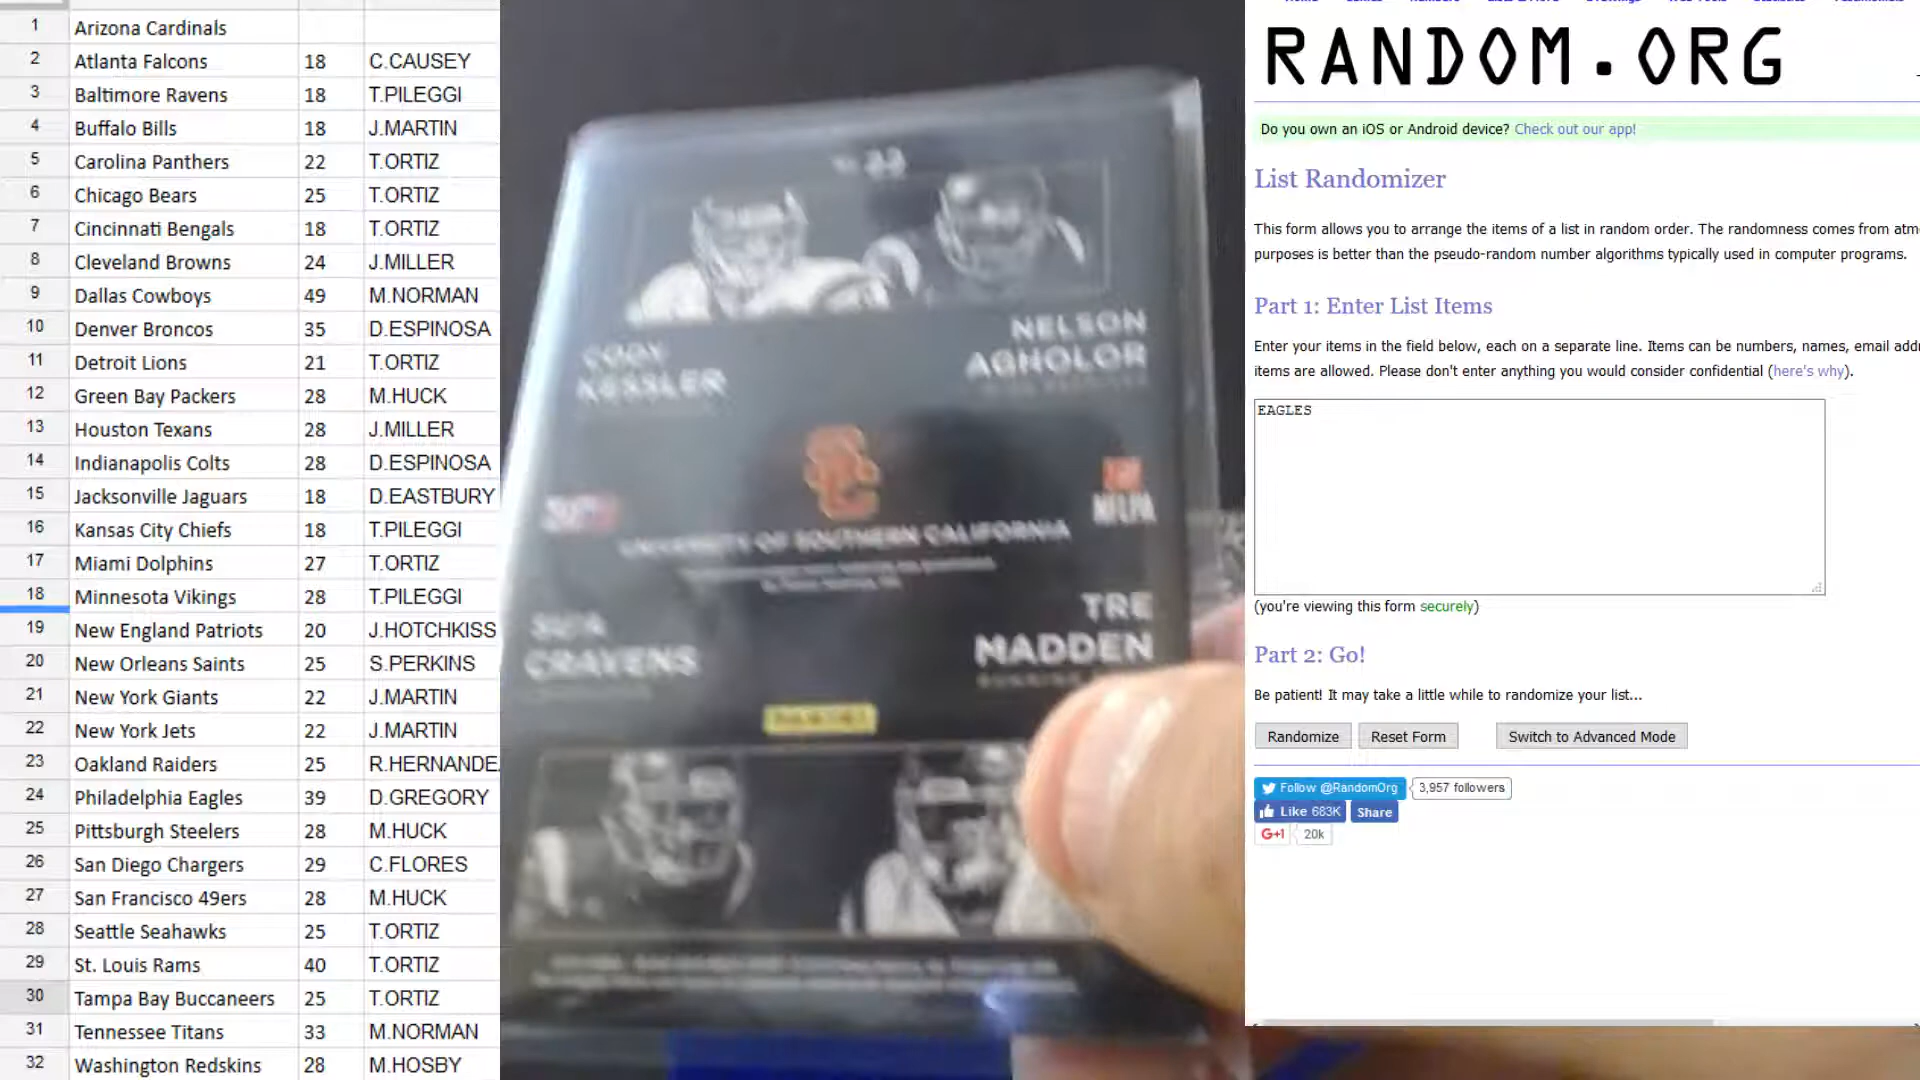 1 Arizona Cardinals
2 Atlanta Falcons 18 C.CAUSEY
3 Baltimore Ravens 18 T.PILEGGI
4 Buffalo Bills 18 J.MARTIN
5 Carolina Panthers 22 T.ORTIZ
6 Chicago Bears 25 T.ORTIZ
7 Cincinnati Bengals 18 T.ORTIZ
8 Cleveland Browns 24 J.MILLER
9 Dallas Cowboys 49 M.NORMAN
10 Denver Broncos 35 D.ESPINOSA
11 Detroit Lions 21 T.ORTIZ
12 Green Bay Packers 28 M.HUCK
13 Houston Texans 28 J.MILLER
14 Indianapolis Colts 28 D.ESPINOSA
15 Jacksonville Jaguars 18 D.EASTBURY
16 Kansas City Chiefs 18 T.PILEGGI
17 Miami Dolphins 27 T.ORTIZ
18 Minnesota Vikings 28 T.PILEGGI
19 New England Patriots 20 J.HOTCHKISS
20 New Orleans Saints 25 S.PERKINS
21 New York Giants 22 J.MARTIN
22 New York Jets 22 J.MARTIN
23 Oakland Raiders 25 R.HERNANDE
24 Philadelphia Eagles 39 D.GREGORY
25 Pittsburgh Steelers 28 M.HUCK
26 San Diego Chargers 29 C.FLORES
27 San Francisco 49ers 28 M.HUCK
28 Seattle Seahawks 25 T.ORTIZ
29 St. Louis Rams 40 T.ORTIZ
30 Tampa Bay Buccaneers 25 T.ORTIZ
31 Tennessee Titans 33 M.NORMAN
32 Washington Redskins 28 M.HOSBY
22
CODY
KESSLER
NELSON
AGHOLOR
SC
NFLPA
UNIVERSITY OF SOUTHERN CALIFORNIA
SU'A
CRAVENS
TRE
MADDEN
RUNNING
PANINI
RANDOM.ORG
Do you own an iOS or Android device? Check out our app!
List Randomizer
This form allows you to arrange the items of a list in random order. The randomness comes from atm
purposes is better than the pseudo-random number algorithms typically used in computer programs.
Part 1: Enter List Items
Enter your items in the field below, each on a separate line. Items can be numbers, names, email addr
items are allowed. Please don't enter anything you would consider confidential (here's why).
EAGLES
(you're viewing this form securely)
Part 2: Go!
Be patient! It may take a little while to randomize your list...
Randomize Reset Form Switch to Advanced Mode
Follow @RandomOrg 3,957 followers
Like 683K Share
G+1 20k